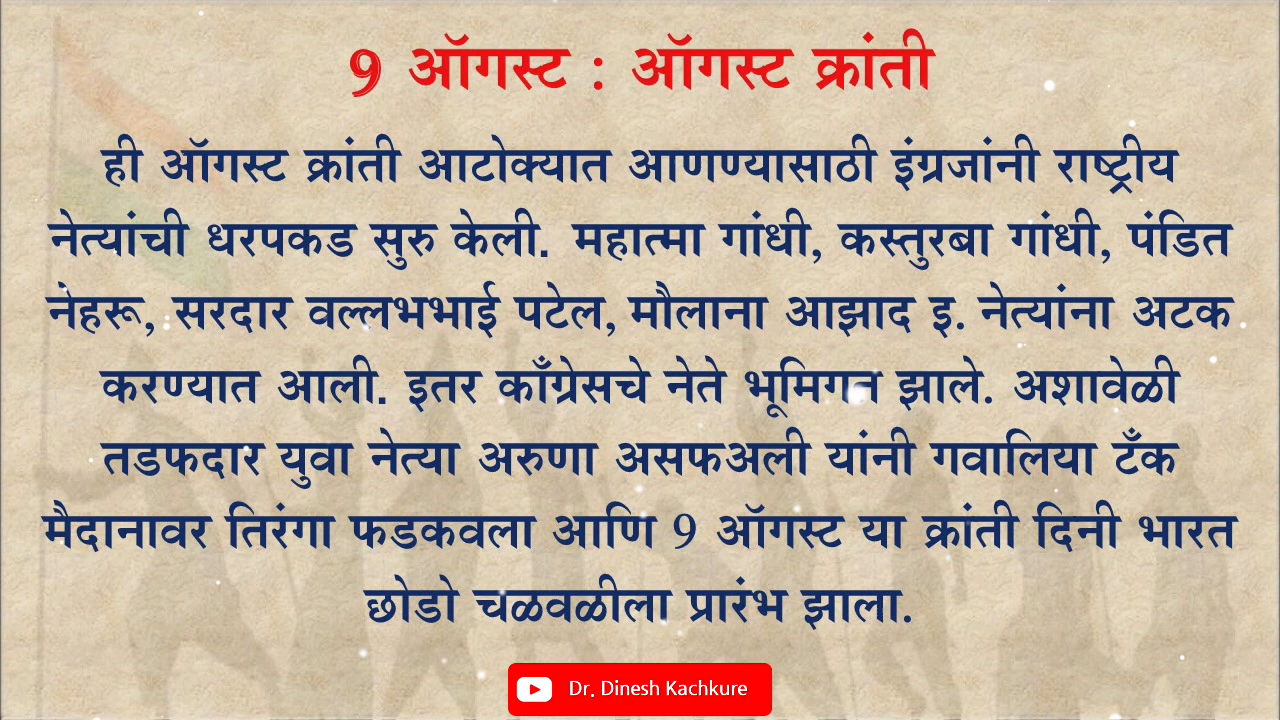 9 ऑगस्ट : ऑगस्ट क्रांती
ही ऑगस्ट क्रांती आटोक्यात आणण्यासाठी इंग्रजांनी राष्ट्रीय
नेत्यांची धरपकड सुरु केली. महात्मा गांधी, कस्तुरबा गांधी, पंडित
नेहरू, सरदार वल्लभभाई पटेल, मौलाना आझाद इ. नेत्यांना अटक
करण्यात आली. इतर काँग्रेसचे नेते भूमिगत झाले. अशावेळी
तडफदार युवा नेत्या अरुणा असफअली यांनी गवालिया टँक
मैदानावर तिरंगा फडकवला आणि 9 ऑगस्ट या क्रांती दिनी भारत
छोडो चळवळीला प्रारंभ झाला.
Dr. Dinesh Kachkure